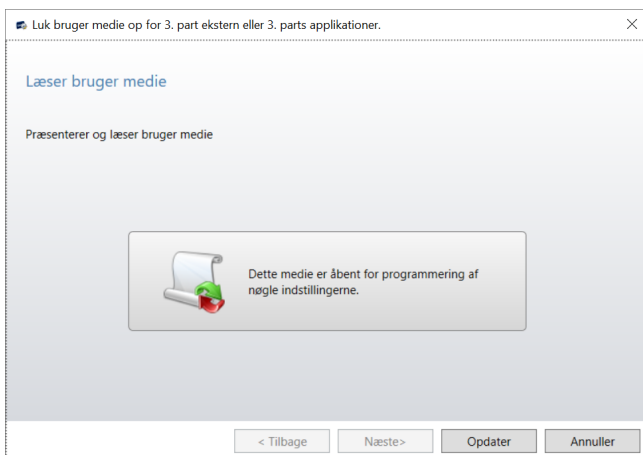 Luk bruger medie op for 3. part ekstern eller 3. parts applikationer.
Læser bruger medie
Præsenterer og læser bruger medie
Dette medie er åbent for programmering af
nøgle indstillingerne.
< Tilbage
Næste>
Opdater
Annuller